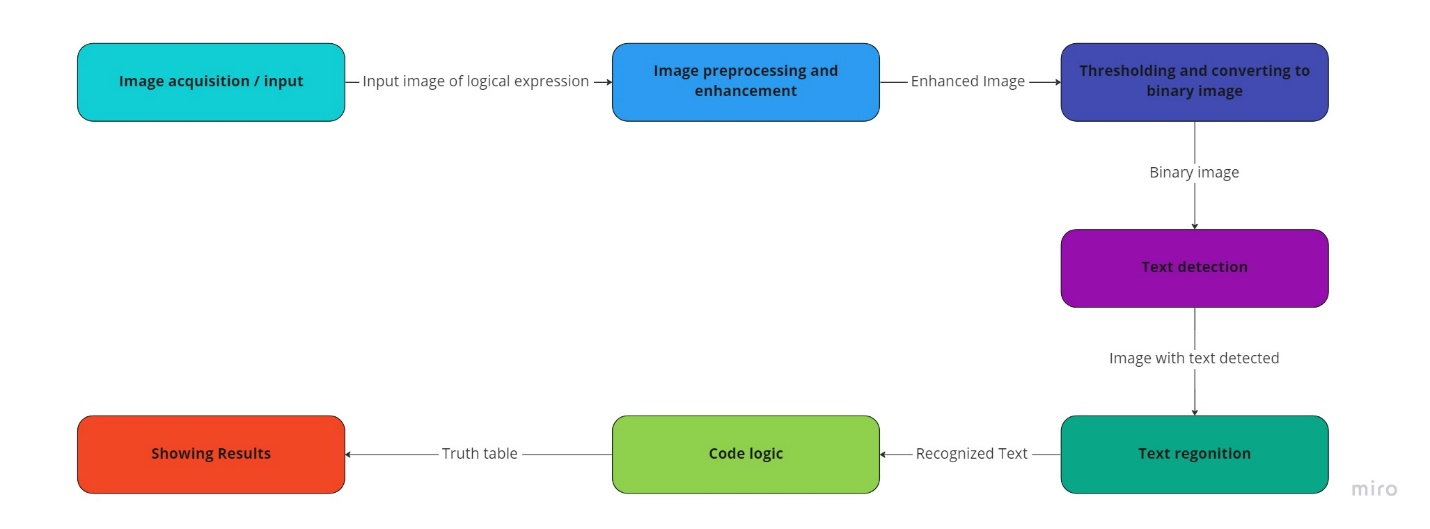 Image acquisition / input
Input image of logical expression
Image preprocessing and
enhancement
Enhanced Image
Thresholding and converting to
binary image
Binary image
Text detection
Image with text detected
Text regonition
Recognized Text
Code logic
Truth table
Showing Results
miro